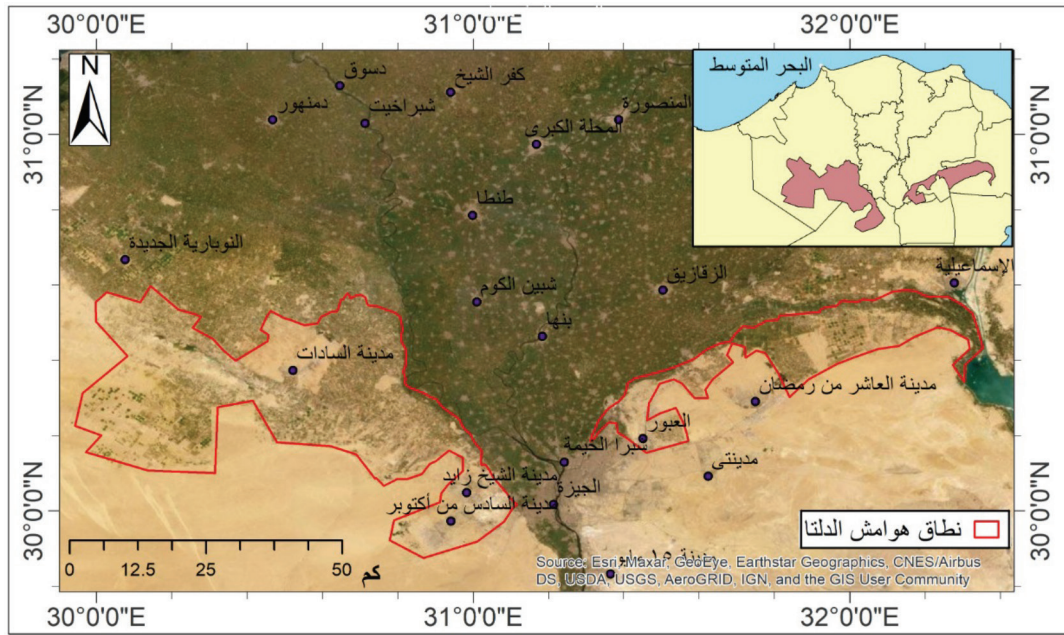 30°0'0"E 31°0'0"E 32°0'0"E
N
البحر المتوسط
دسوق
كفر الشيخ
دمنهور
شبراخيت
المنصورة
المحلة الكبرى
31°0'0"N 31°0'0"N
طنطا
النوبارية الجديدة
الزقازيق
الإسماعيلية
شبين الكوم
بنها
مدينة السادات
مدينة العاشر من رمضان
العبور
شبرا الخيمة
مدينتى
مدينة الشيخ زايد
الجيزة
مدينة السادس من أكتوبر
30°0'0"N 30°0'0"N
نطاق هوامش الدلتا
0 12.5 25 50
كم
مدينة ١٥ مايو
Source: Esri, Maxar, GeoEye, Earthstar Geographics, CNES/Airbus
DS, USDA, USGS, AeroGRID, IGN, and the GIS User Community
30°0'0"E 31°0'0"E 32°0'0"E